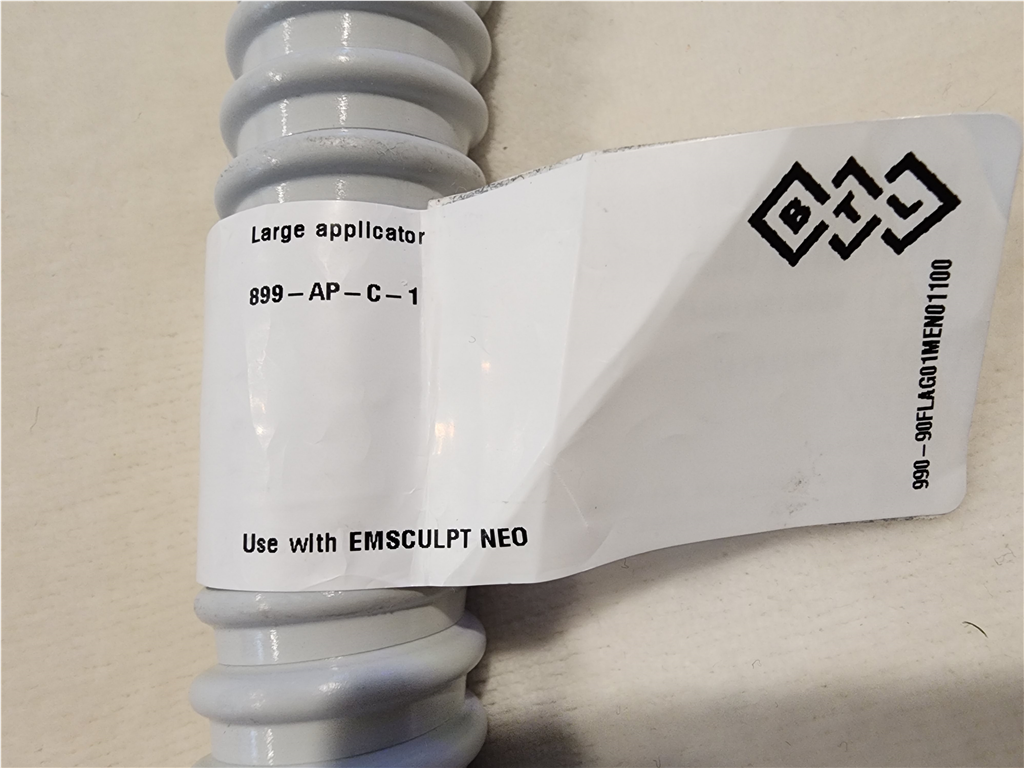 Large applicator
899-AP-C-1
Use with EMSCULPT NEO
BTL
990-90FLAG01MEN01100